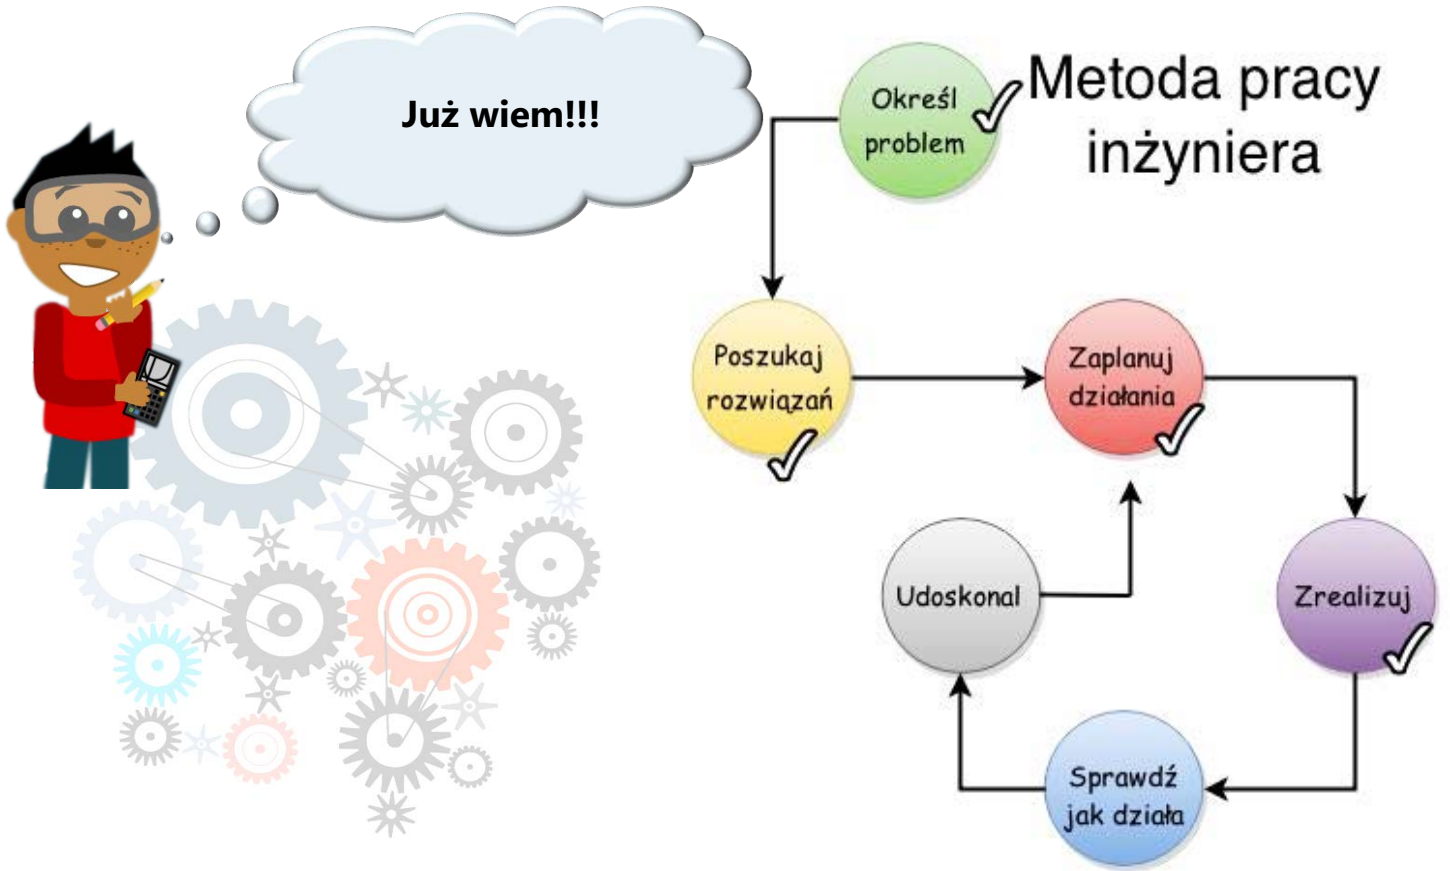 Już wiem!!!
Metoda pracy
inżyniera
Określ
problem
Poszukaj
rozwiązań
Zaplanuj
działania
Zrealizuj
Sprawdź
jak działa
Udoskonal